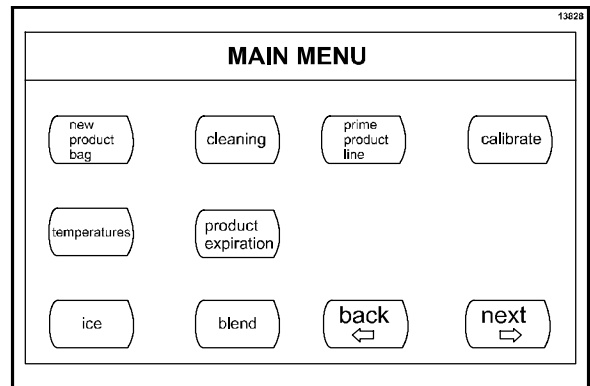 13828
MAIN MENU
new
product
bag
cleaning
prime
product
line
calibrate
temperatures
product
expiration
ice
blend
back
next